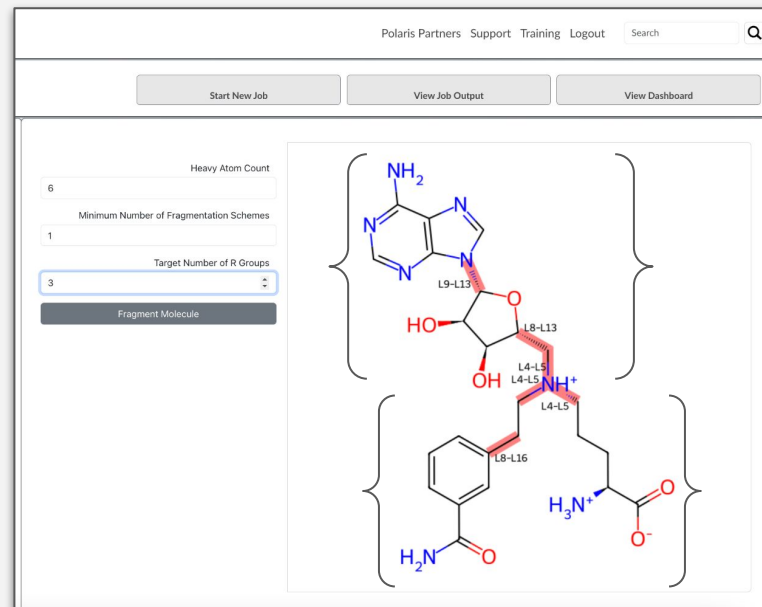 Polaris Partners Support Training Logout Search
Start New Job View Job Output View Dashboard
Heavy Atom Count
6
Minimum Number of Fragmentation Schemes
1
Target Number of R Groups
3
Fragment Molecule
NH2
N
N
N
N
L9-L13
O
HO
L8-L13
OH
L4-L5
L4-L5
NH+
L4-L5
L8-L16
H3N+
O
O-
H2N
O